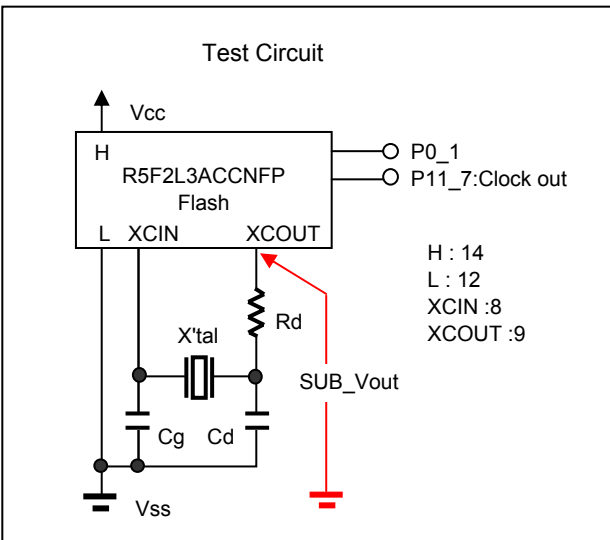 Test Circuit
Vcc
H
R5F2L3ACCNFP
Flash
L XCIN XCOUT
P0_1
P11_7:Clock out
H : 14
L : 12
XCIN :8
XCOUT :9
X'tal
Rd
SUB_Vout
Cg Cd
Vss